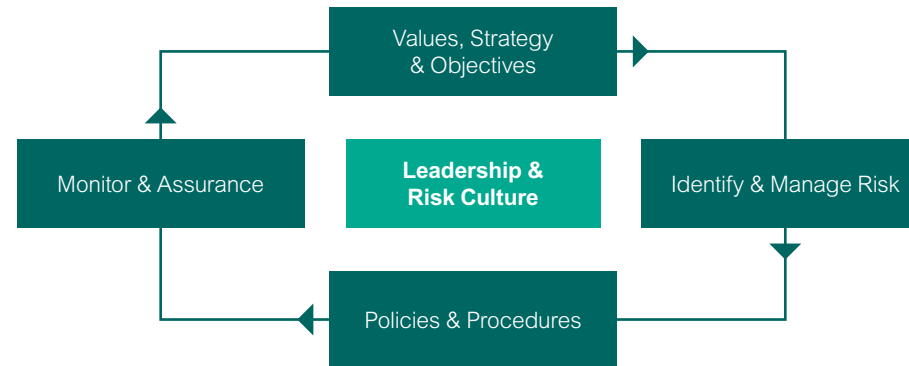 Values, Strategy
& Objectives
Monitor & Assurance
Leadership &
Risk Culture
Identify & Manage Risk
Policies & Procedures